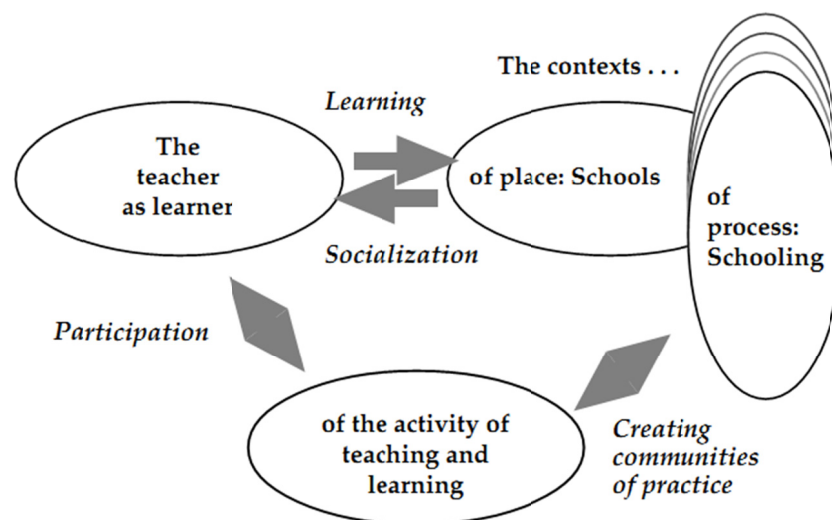 The contexts . . .
Learning
The
teacher
as learner
of place: Schools
of
process:
Schooling
Socialization
Participation
of the activity of
teaching and
learning
Creating
communities
of practice